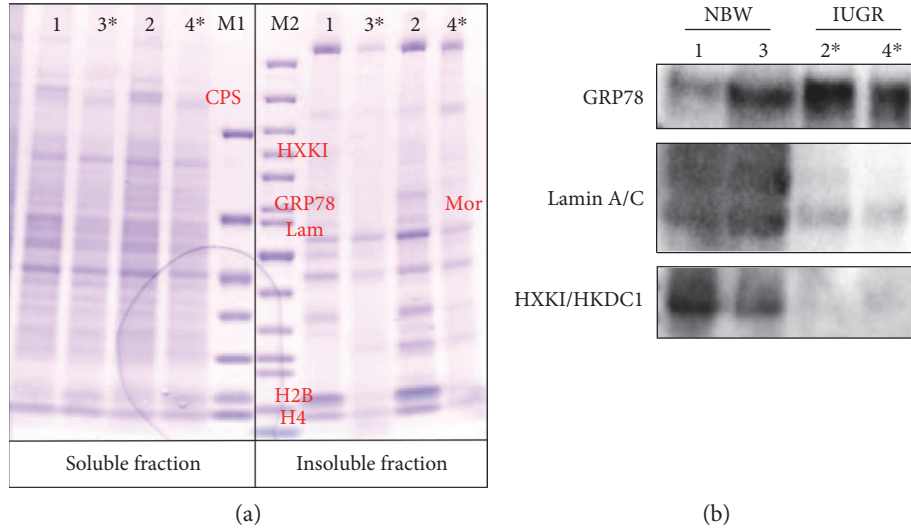 1 3* 2 4* M1 M2 1 3* 2 4*
CPS
HXKI
GRP78 Mor
Lam
H2B
H4
Soluble fraction Insoluble fraction
(a)
NBW IUGR
1 3 2* 4*
GRP78
Lamin A/C
HXKI/HKDC1
(b)